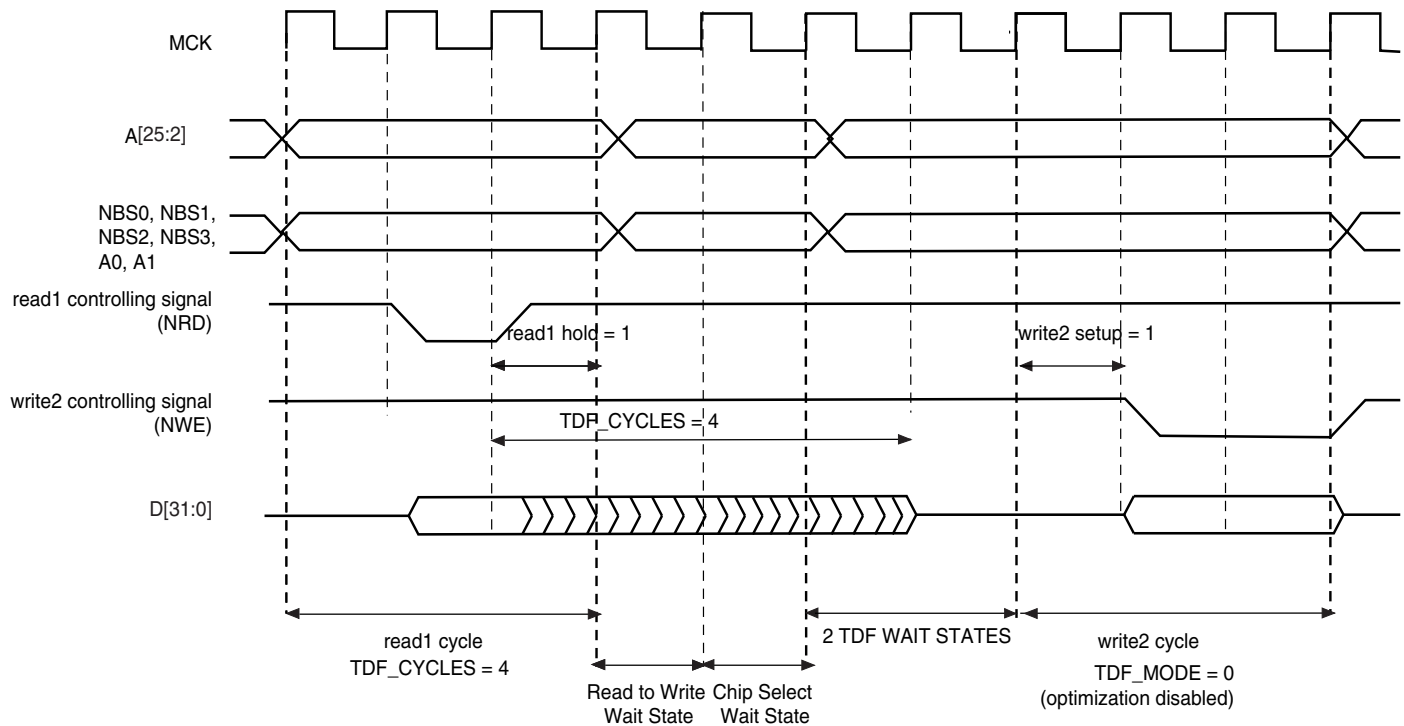 MCK
A[25:2]
NBS0, NBS1,
NBS2, NBS3,
A0, A1
read1 controlling signal
(NRD)
read1 hold = 1
write2 setup = 1
write2 controlling signal
(NWE)
TDF_CYCLES = 4
D[31:0]
read1 cycle
TDF_CYCLES = 4
2 TDF WAIT STATES
write2 cycle
TDF_MODE = 0
(optimization disabled)
Read to Write
Wait State
Chip Select
Wait State